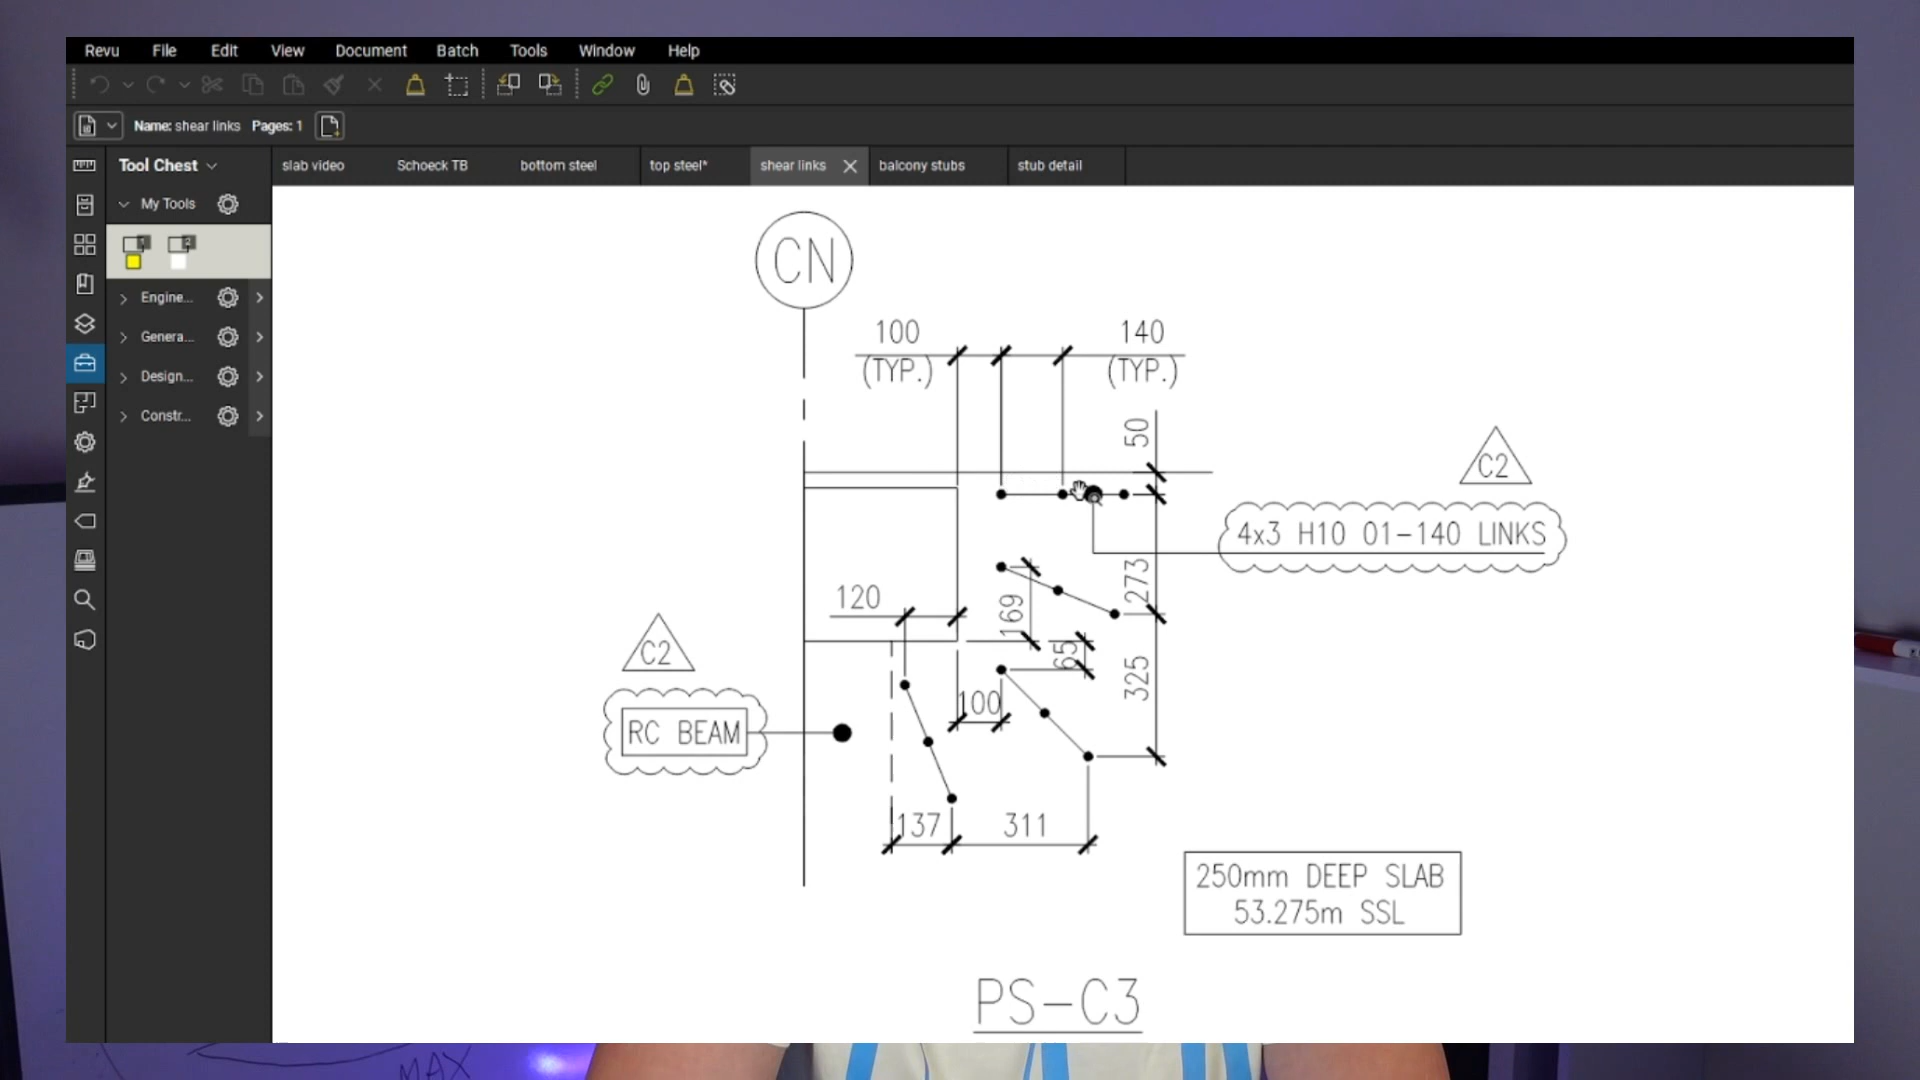 Revu File Edit View Document Batch Tools Window Help
Name: shear links Pages: 1
Tool Chest
slab video Schoeck TB bottom steel top steel* shear links balcony stubs stub detail
My Tools
1 2
Engine...
Genera...
Design...
Constr...
CN
100
(TYP.)
140
(TYP.)
50
C2
4x3 H10 01-140 LINKS
273
169
120
65
325
C2
100
RC BEAM
137
311
250mm DEEP SLAB
53.275m SSL
PS-C3
MAX